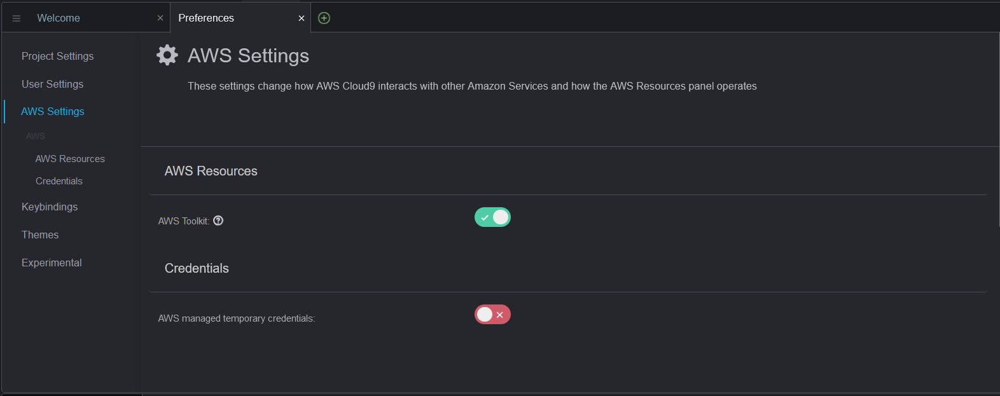 Welcome
Preferences
Project Settings
User Settings
AWS Settings
AWS
AWS Resources
Credentials
Keybindings
Themes
Experimental
AWS Settings
These settings change how AWS Cloud9 interacts with other Amazon Services and how the AWS Resources panel operates
AWS Resources
AWS Toolkit:
Credentials
AWS managed temporary credentials: